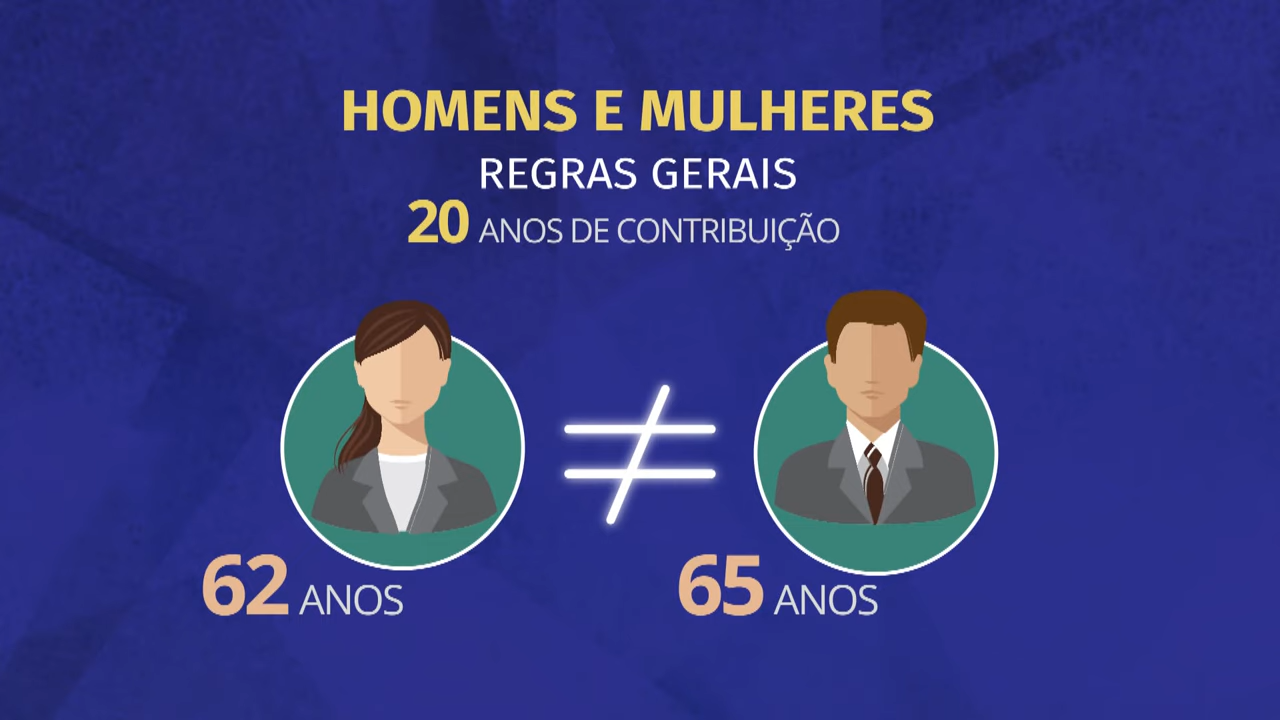 HOMENS E MULHERES
REGRAS GERAIS
20 ANOS DE CONTRIBUIÇÃO
≠
62 ANOS
65 ANOS